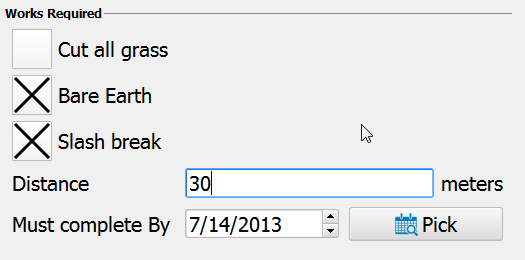 Works Required
Cut all grass
Bare Earth
Slash break
Distance 30 meters
Must complete By 7/14/2013 Pick